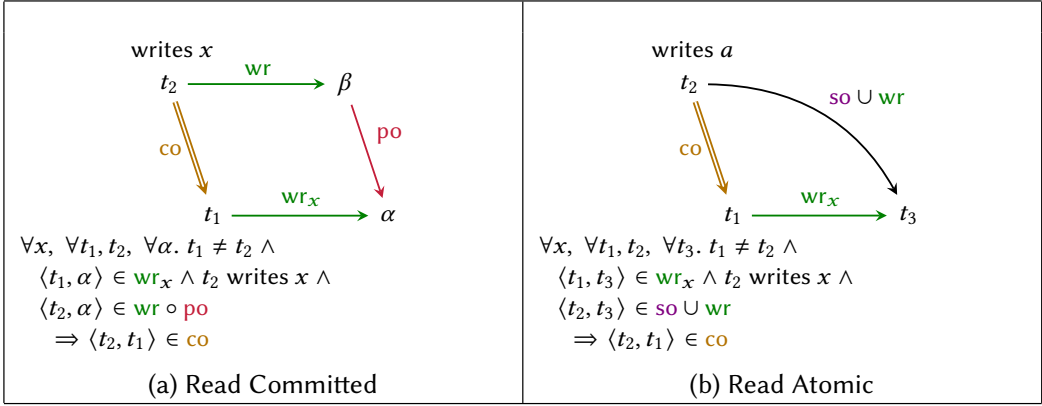 writes x
t₂ wr β
co po
t₁ wrₓ α
∀x, ∀t₁, t₂, ∀α. t₁ ≠ t₂ ∧
⟨t₁, α⟩ ∈ wrₓ ∧ t₂ writes x ∧
⟨t₂, α⟩ ∈ wr ∘ po
⇒ ⟨t₂, t₁⟩ ∈ co
(a) Read Committed
writes a
t₂
so ∪ wr
co
t₁ wrₓ t₃
∀x, ∀t₁, t₂, ∀t₃. t₁ ≠ t₂ ∧
⟨t₁, t₃⟩ ∈ wrₓ ∧ t₂ writes x ∧
⟨t₂, t₃⟩ ∈ so ∪ wr
⇒ ⟨t₂, t₁⟩ ∈ co
(b) Read Atomic